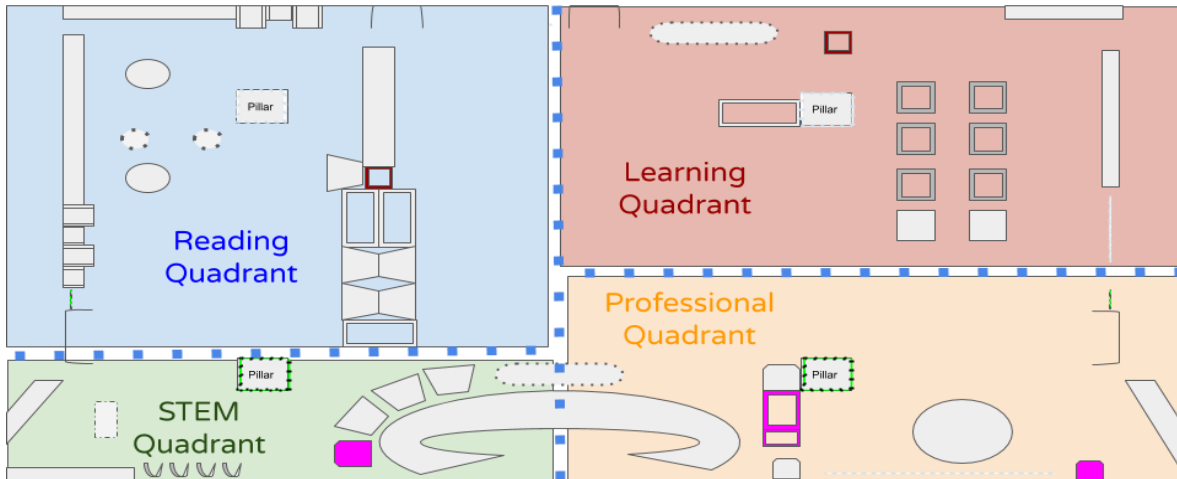 Pillar
Pillar
Learning
Quadrant
Reading
Quadrant
Professional
Quadrant
Pillar
Pillar
STEM
Quadrant